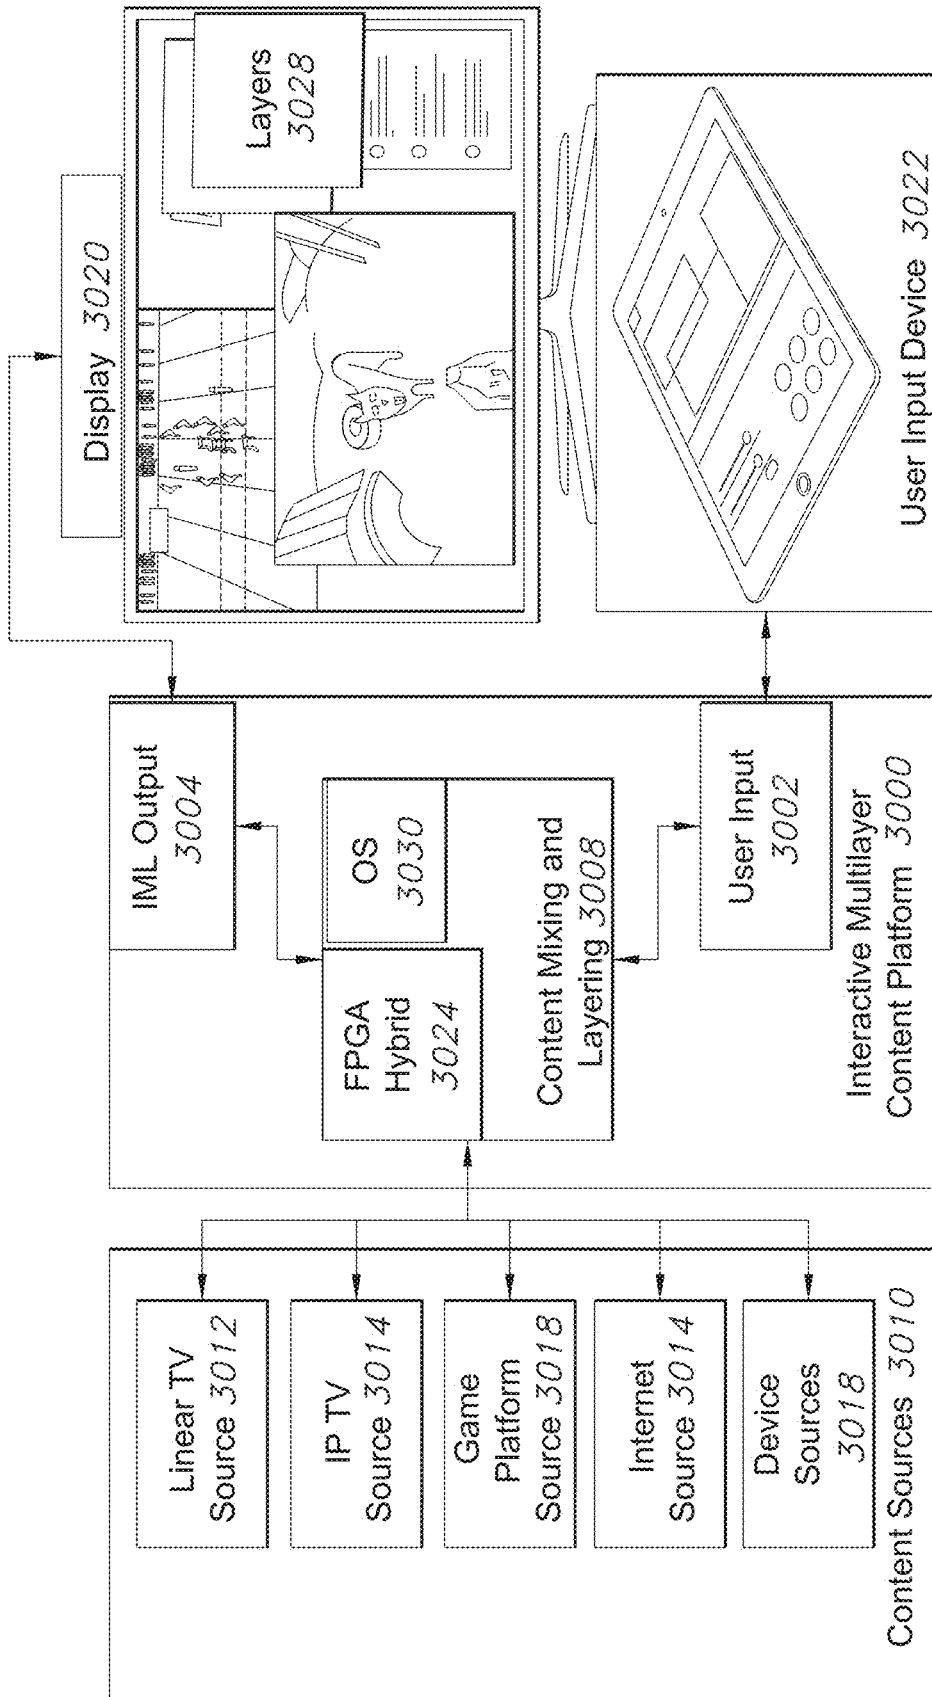 Linear TV
Source 3012
IP TV
Source 3014
Game
Platform
Source 3018
Internet
Source 3014
Device
Sources
3018
Content Sources 3010
IML Output
3004
FPGA
Hybrid
3024
OS
3030
Content Mixing and
Layering 3008
User Input
3002
Interactive Multilayer
Content Platform 3000
Display 3020
Layers
3028
User Input Device 3022